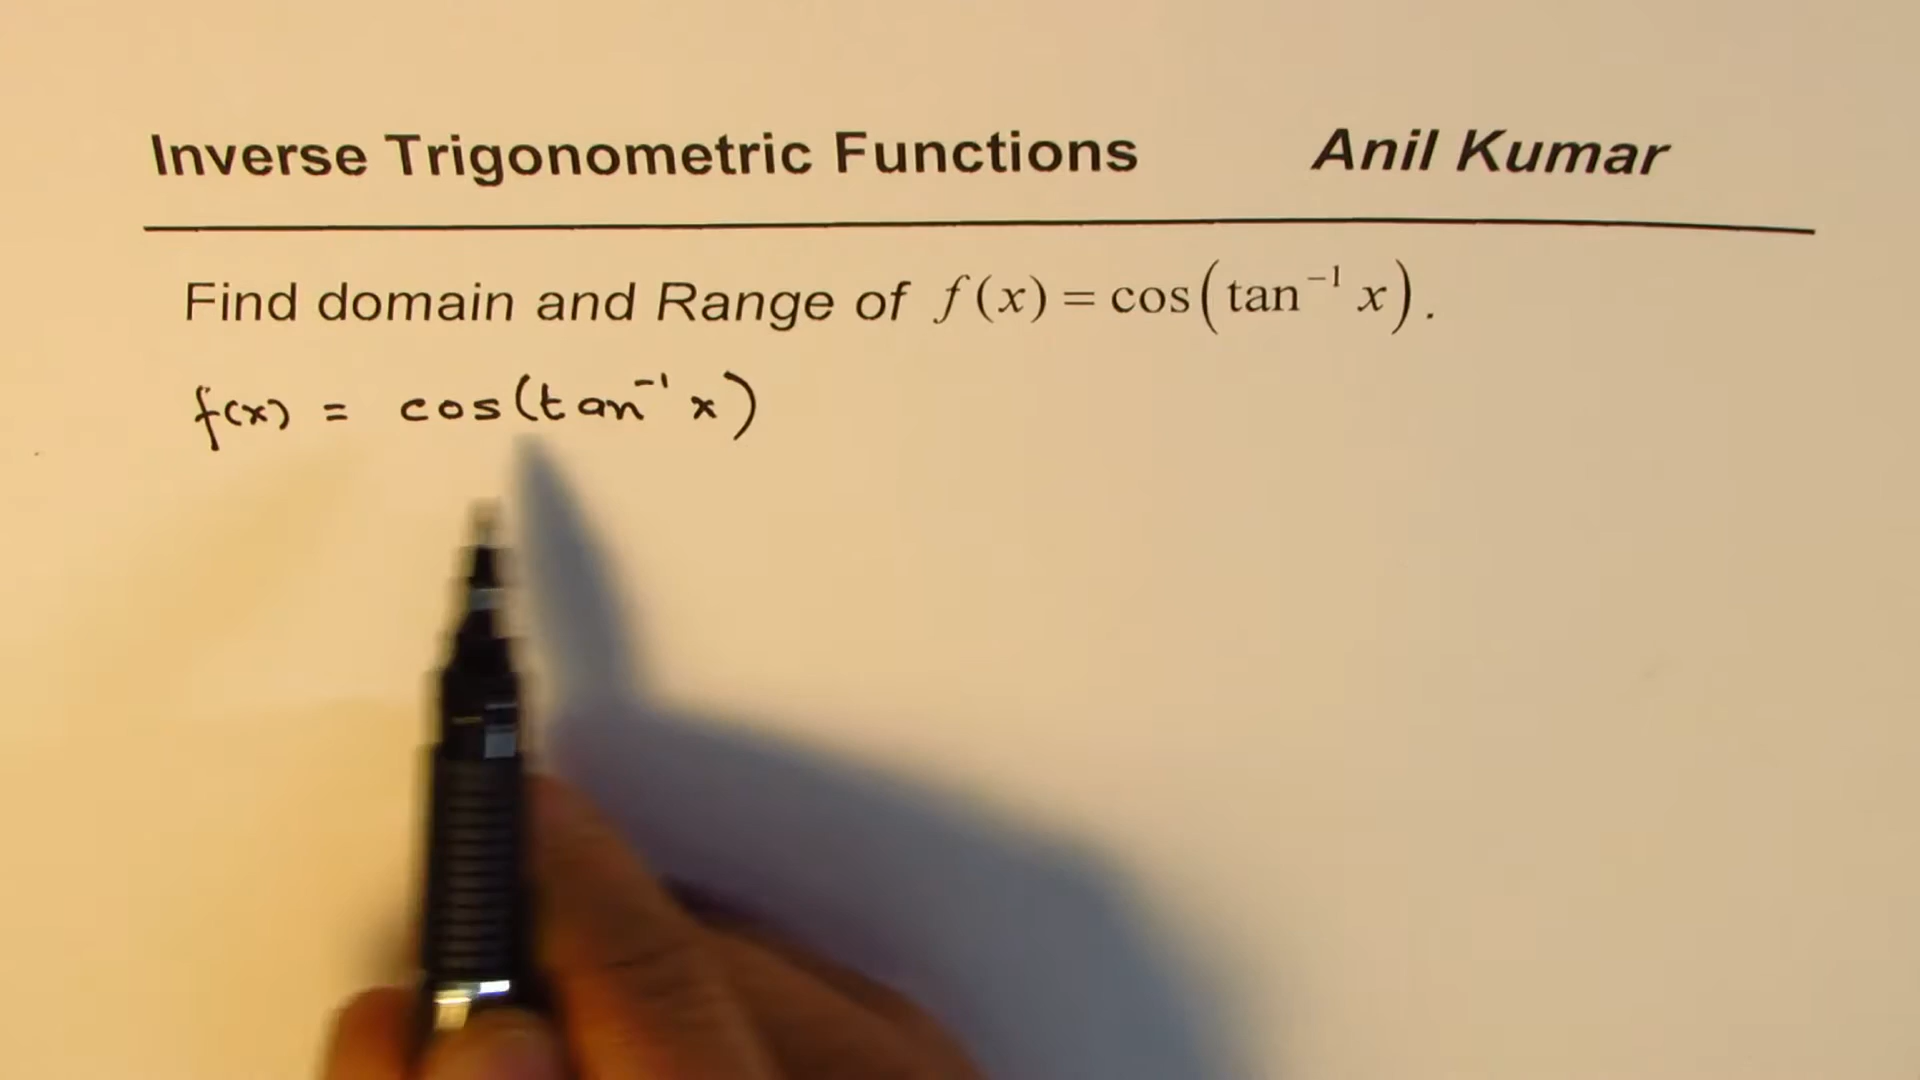 Inverse Trigonometric Functions Anil Kumar
Find domain and Range of f(x) = cos(tan⁻¹ x).
f(x) = cos(tan⁻¹ x)